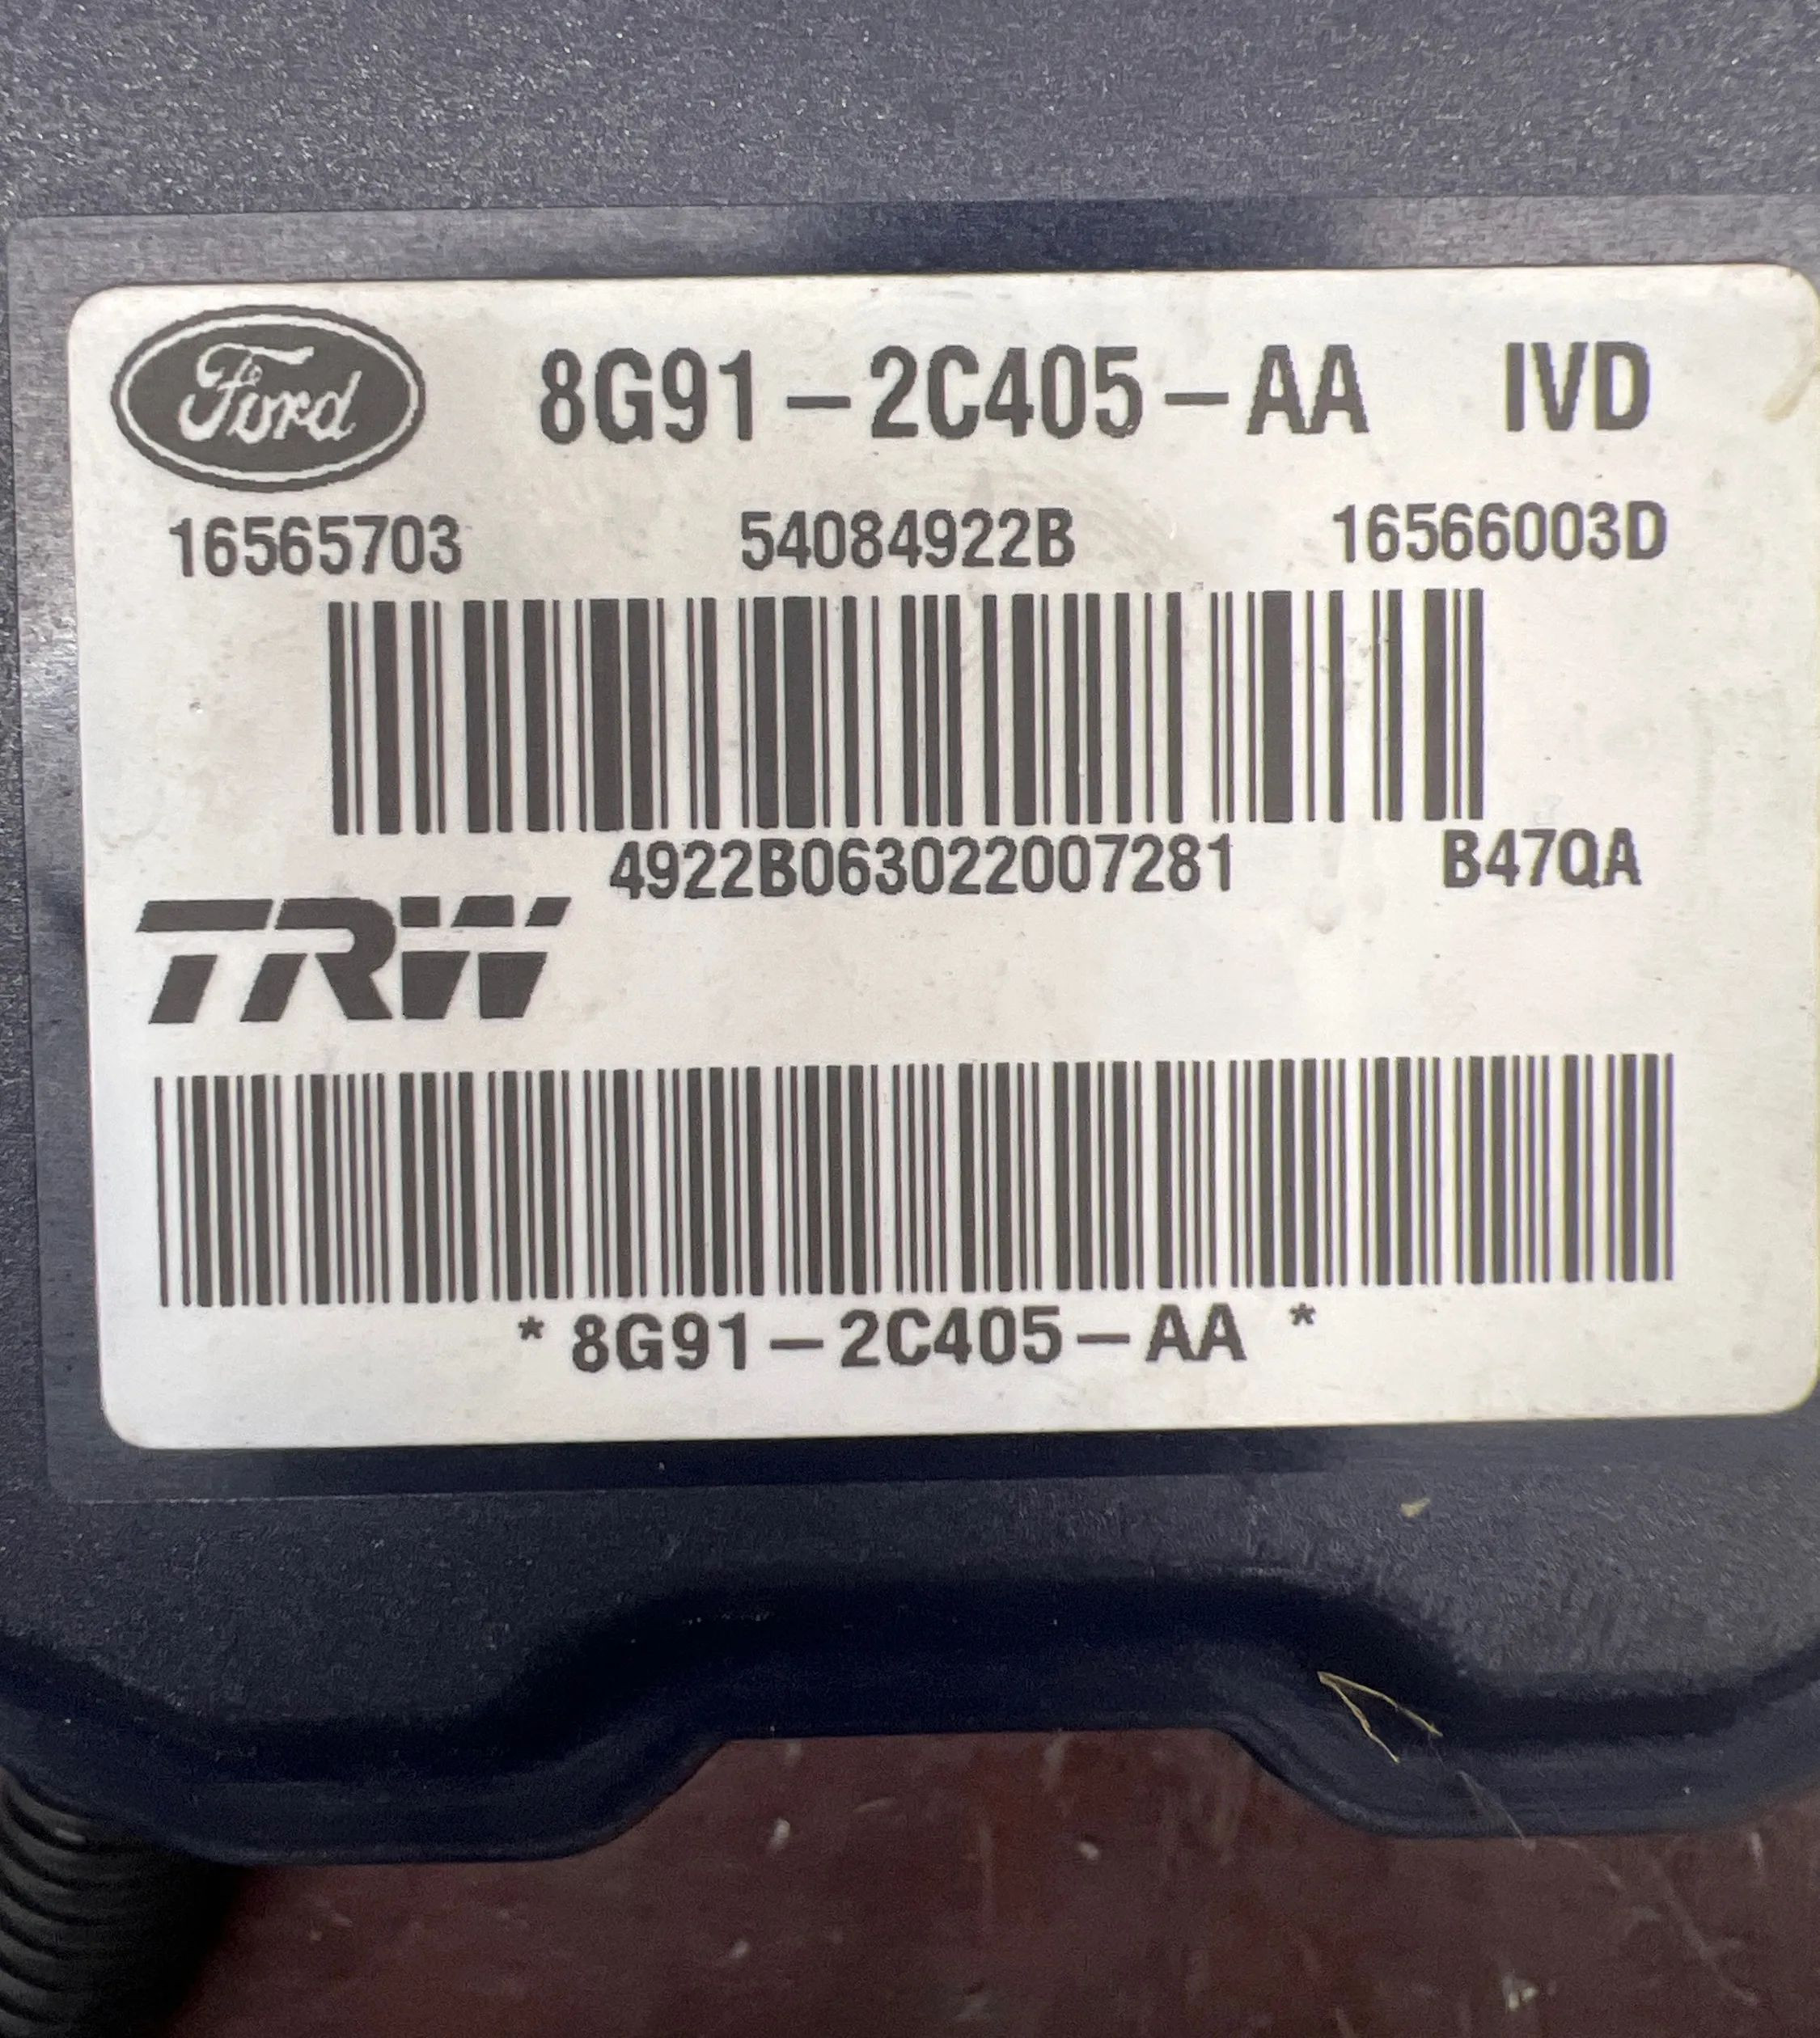 Ford 8G91-2C405-AA IVD
16565703 54084922B 16566003D
4922B063022007281 B47QA
TRW
* 8G91-2C405-AA *